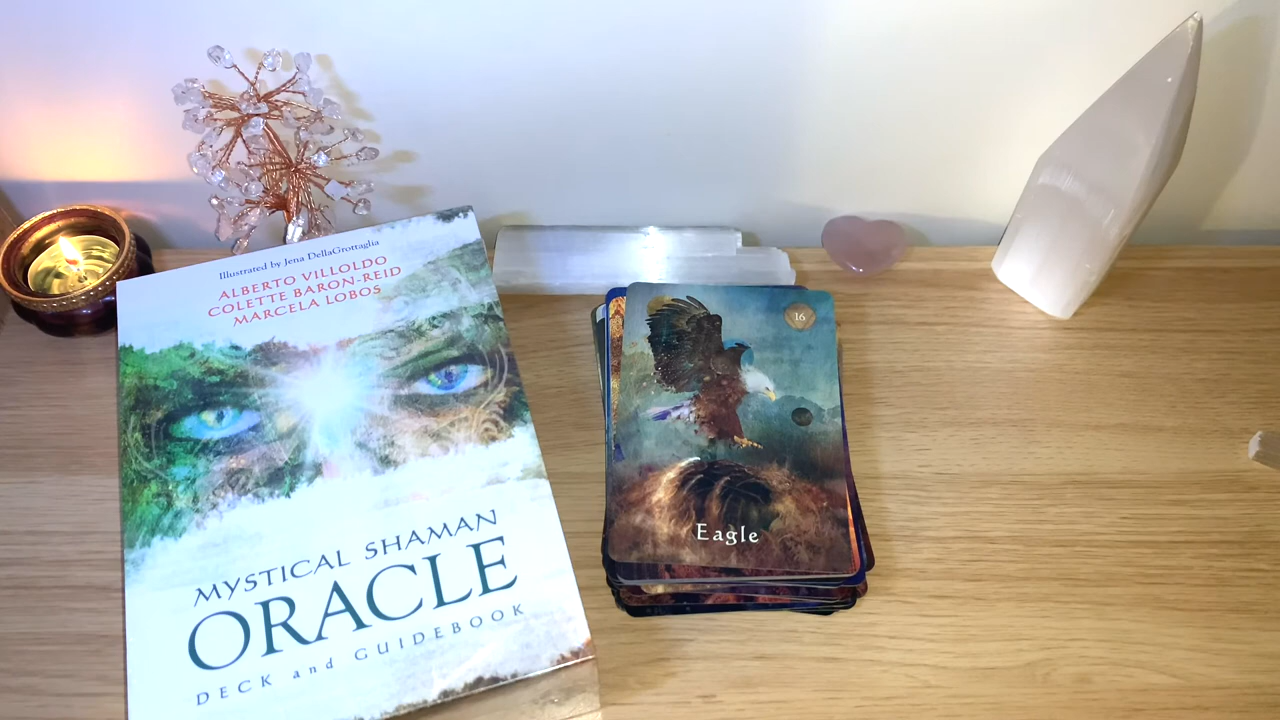 Illustrated by Jena DellaGrottaglia
ALBERTO VILLOLDO
COLETTE BARON-REID
MARCELA LOBOS
MYSTICAL SHAMAN
ORACLE
DECK and GUIDEBOOK
16
Eagle